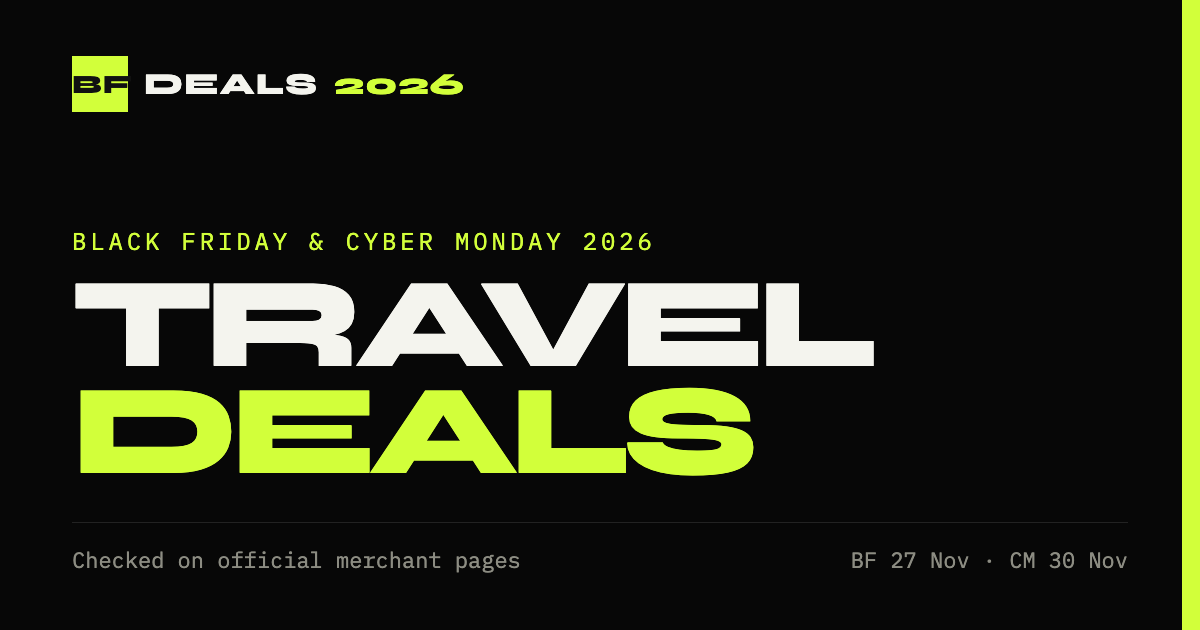 BF DEALS 2026
BLACK FRIDAY & CYBER MONDAY 2026
TRAVEL
DEALS
Checked on official merchant pages
BF 27 Nov · CM 30 Nov